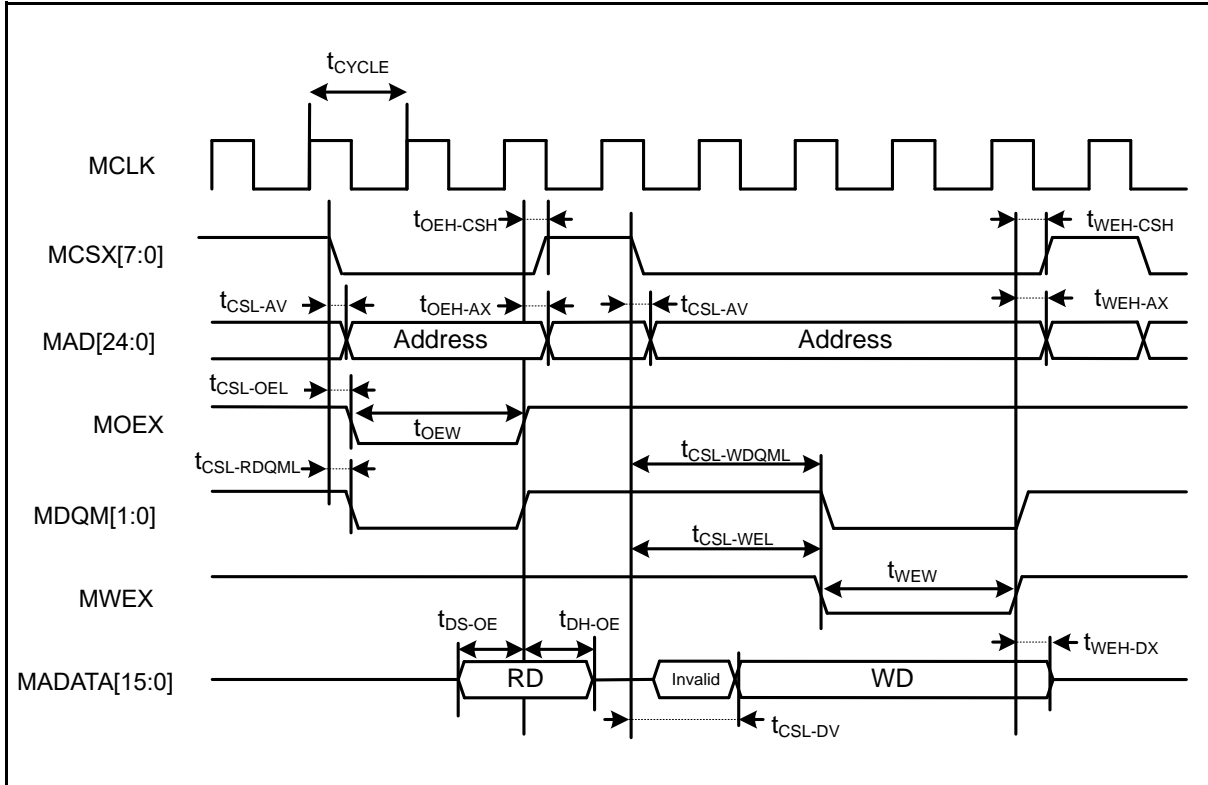 tCYCLE
MCLK
tOEH-CSH
tWEH-CSH
MCSX[7:0]
tCSL-AV
tOEH-AX
tCSL-AV
tWEH-AX
MAD[24:0]
Address
Address
tCSL-OEL
MOEX
tOEW
tCSL-RDQML
tCSL-WDQML
MDQM[1:0]
tCSL-WEL
tWEW
MWEX
tDS-OE
tDH-OE
tWEH-DX
MADATA[15:0]
RD
Invalid
WD
tCSL-DV